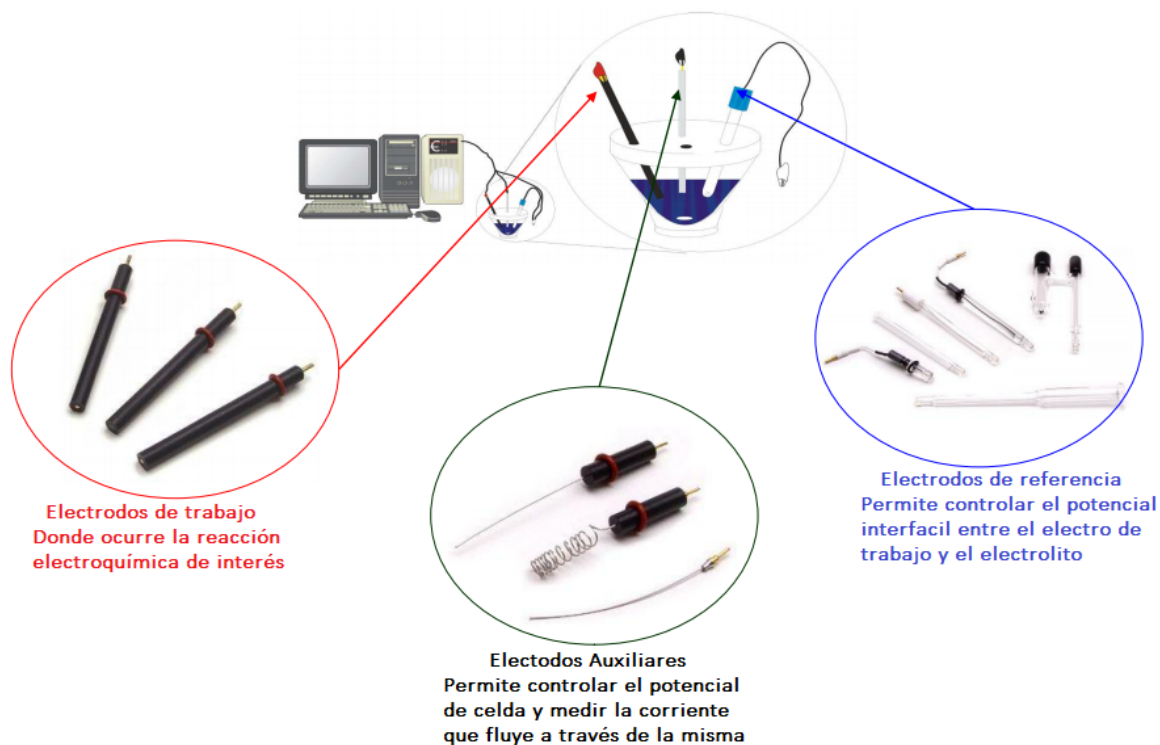 Electrodos de trabajo
Donde ocurre la reacción
electroquímica de interés
Electodos Auxiliares
Permite controlar el potencial
de celda y medir la corriente
que fluye a través de la misma
Electrodos de referencia
Permite controlar el potencial
interfacil entre el electro de
trabajo y el electrolito